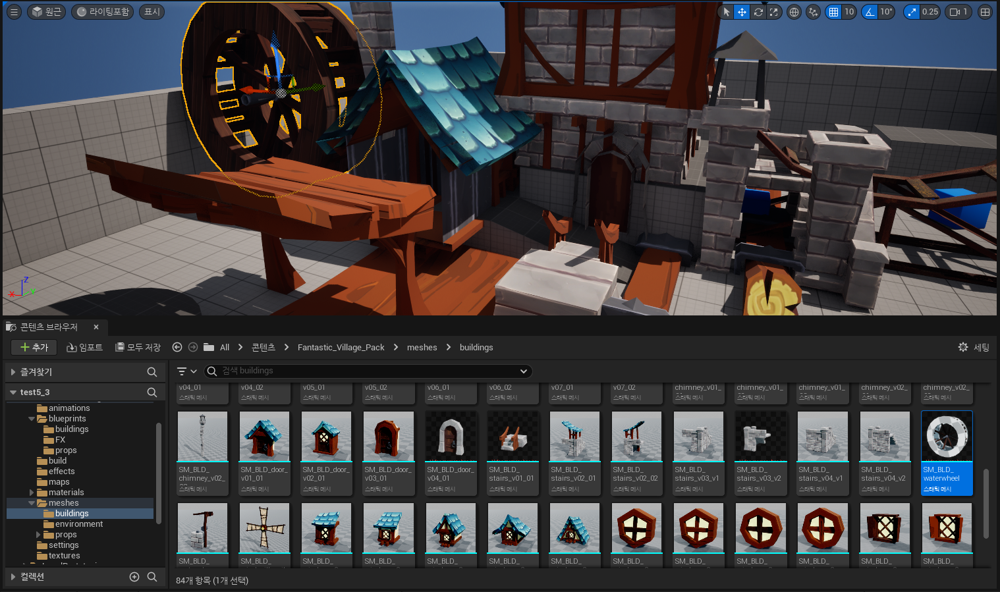 원근
라이팅포함
표시
10
10°
0.25
1
Z
X
Y
콘텐츠 브라우저
추가
임포트
모두 저장
All
콘텐츠
Fantastic_Village_Pack
meshes
buildings
세팅
즐겨찾기
검색 buildings
test5_3
animations
blueprints
buildings
FX
props
build
effects
maps
materials
meshes
buildings
environment
props
settings
textures
컬렉션
v04_01
스태틱 메시
v04_02
스태틱 메시
v05_01
스태틱 메시
v05_02
스태틱 메시
v06_01
스태틱 메시
v06_02
스태틱 메시
v07_01
스태틱 메시
v07_02
스태틱 메시
chimney_v01_
스태틱 메시
chimney_v01_
스태틱 메시
chimney_v01_
스태틱 메시
chimney_v02_
스태틱 메시
chimney_v02_
스태틱 메시
SM_BLD_
chimney_v02_
스태틱 메시
SM_BLD_door_
v01_01
스태틱 메시
SM_BLD_door_
v02_01
스태틱 메시
SM_BLD_door_
v03_01
스태틱 메시
SM_BLD_door_
v04_01
스태틱 메시
SM_BLD_
stairs_v01_01
스태틱 메시
SM_BLD_
stairs_v02_01
스태틱 메시
SM_BLD_
stairs_v02_02
스태틱 메시
SM_BLD_
stairs_v03_v1
스태틱 메시
SM_BLD_
stairs_v03_v2
스태틱 메시
SM_BLD_
stairs_v04_v1
스태틱 메시
SM_BLD_
stairs_v04_v2
스태틱 메시
SM_BLD_
waterwheel
스태틱 메시
SM_BLD_
SM_BLD_
SM_BLD_
SM_BLD_
SM_BLD_
SM_BLD_
SM_BLD_
SM_BLD_
SM_BLD_
SM_BLD_
SM_BLD_
SM_BLD_
SM_BLD_
84개 항목 (1개 선택)